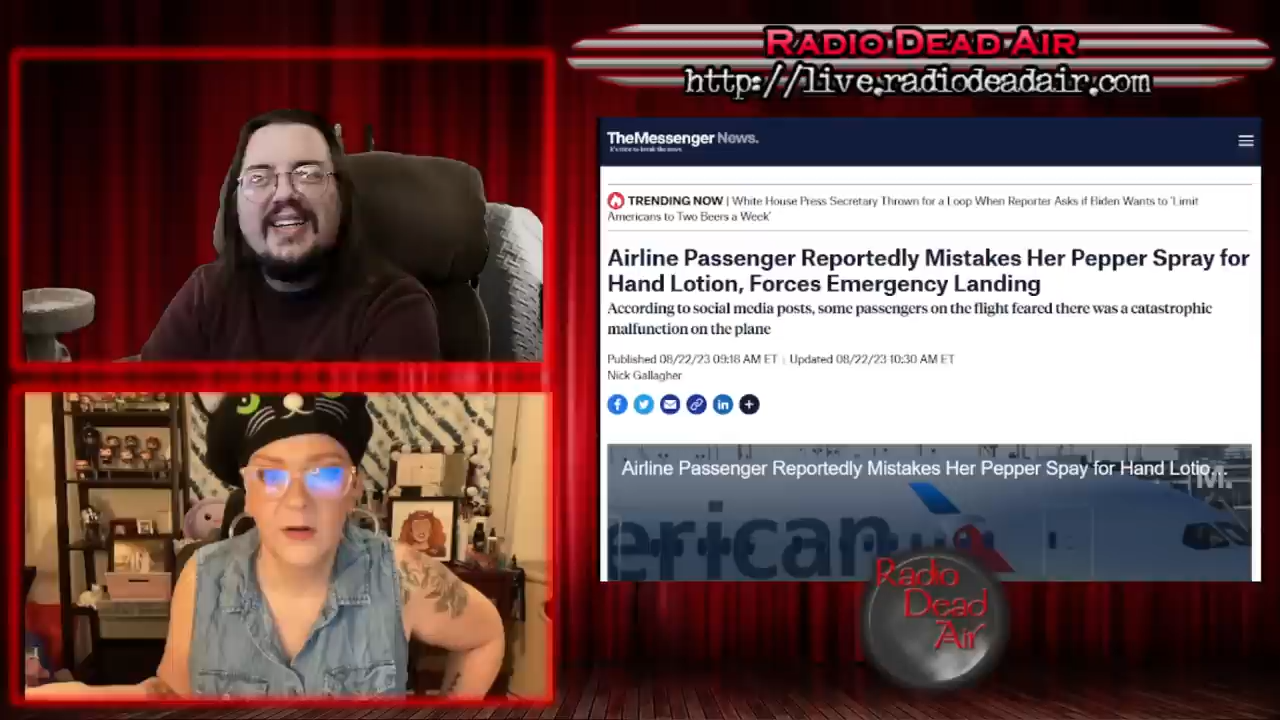 RADIO DEAD AIR
http://live.radiodeadair.com
TheMessenger News.
TRENDING NOW | White House Press Secretary Thrown for a Loop When Reporter Asks if Biden Wants to 'Limit
Americans to Two Beers a Week'
Airline Passenger Reportedly Mistakes Her Pepper Spray for
Hand Lotion, Forces Emergency Landing
According to social media posts, some passengers on the flight feared there was a catastrophic
malfunction on the plane
Published 08/22/23 09:18 AM ET | Updated 08/22/23 10:30 AM ET
Nick Gallagher
Airline Passenger Reportedly Mistakes Her Pepper Spay for Hand Lotio...
M.
erican
Radio
Dead
Air